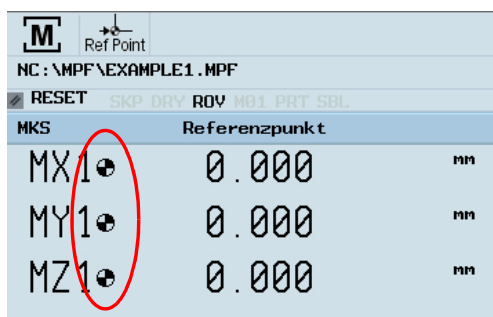 M
Ref Point
NC:\MPF\EXAMPLE1.MPF
RESET SKP DRY ROV M01 PRT SBL
MKS Referenzpunkt
MX1 0.000 mm
MY1 0.000 mm
MZ1 0.000 mm